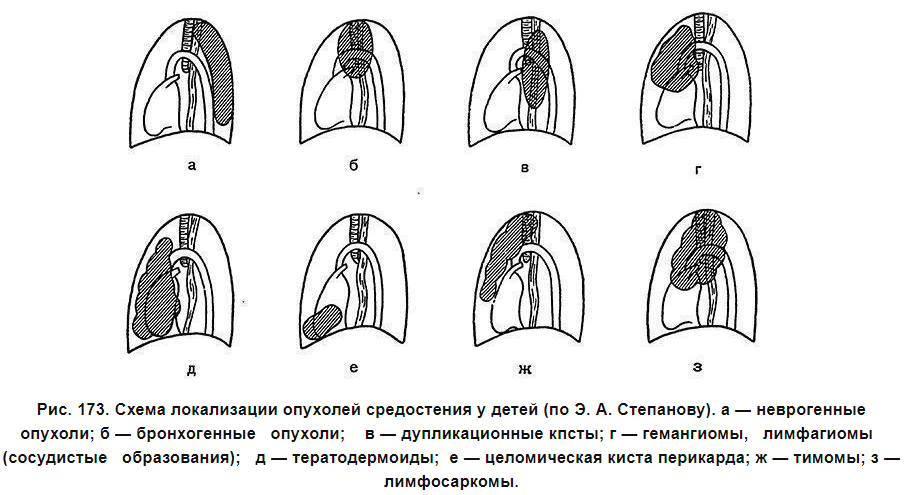 а
б
в
г
д
е
ж
з
Рис. 173. Схема локализации опухолей средостения у детей (по Э. А. Степанову). а — неврогенные
опухоли; б — бронхогенные опухоли; в — дупликационные кпсты; г — гемангиомы, лимфагиомы
(сосудистые образования); д — тератодермоиды; е — целомическая киста перикарда; ж — тимомы; з —
лимфосаркомы.